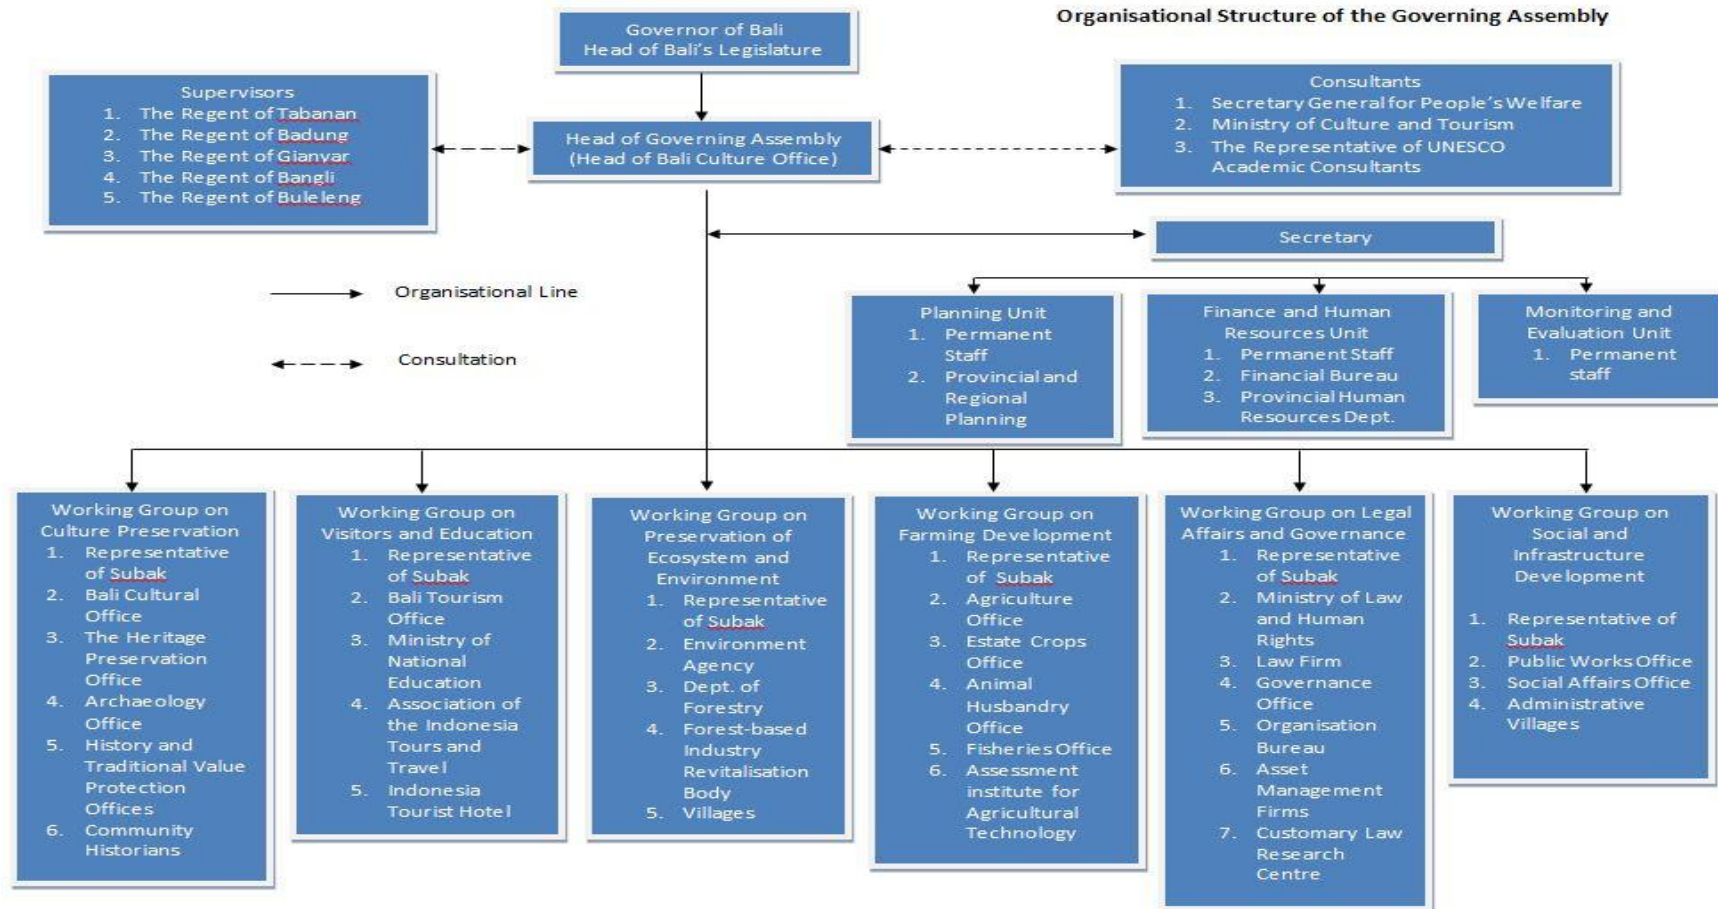 Organisational Structure of the Governing Assembly
Governor of Bali
Head of Bali's Legislature
Supervisors
1. The Regent of Tabanan
2. The Regent of Badung
3. The Regent of Gianyar
4. The Regent of Bangli
5. The Regent of Buleleng
Head of Governing Assembly
(Head of Bali Culture Office)
Consultants
1. Secretary General for People's Welfare
2. Ministry of Culture and Tourism
3. The Representative of UNESCO
Academic Consultants
Secretary
Organisational Line
Consultation
Planning Unit
1. Permanent
Staff
2. Provincial and
Regional
Planning
Finance and Human
Resources Unit
1. Permanent Staff
2. Financial Bureau
3. Provincial Human
Resources Dept.
Monitoring and
Evaluation Unit
1. Permanent
staff
Working Group on
Culture Preservation
1. Representative
of Subak
2. Bali Cultural
Office
3. The Heritage
Preservation
Office
4. Archaeology
Office
5. History and
Traditional Value
Protection
Offices
6. Community
Historians
Working Group on
Visitors and Education
1. Representative
of Subak
2. Bali Tourism
Office
3. Ministry of
National
Education
4. Association of
the Indonesia
Tours and
Travel
5. Indonesia
Tourist Hotel
Working Group on
Preservation of
Ecosystem and
Environment
1. Representative
of Subak
2. Environment
Agency
3. Dept. of
Forestry
4. Forest-based
Industry
Revitalisation
Body
5. Villages
Working Group on
Farming Development
1. Representative
of Subak
2. Agriculture
Office
3. Estate Crops
Office
4. Animal
Husbandry
Office
5. Fisheries Office
6. Assessment
institute for
Agricultural
Technology
Working Group on Legal
Affairs and Governance
1. Representative
of Subak
2. Ministry of Law
and Human
Rights
3. Law Firm
4. Governance
Office
5. Organisation
Bureau
6. Asset
Management
Firms
7. Customary Law
Research
Centre
Working Group on
Social and
Infrastructure
Development
1. Representative of
Subak
2. Public Works Office
3. Social Affairs Office
4. Administrative
Villages